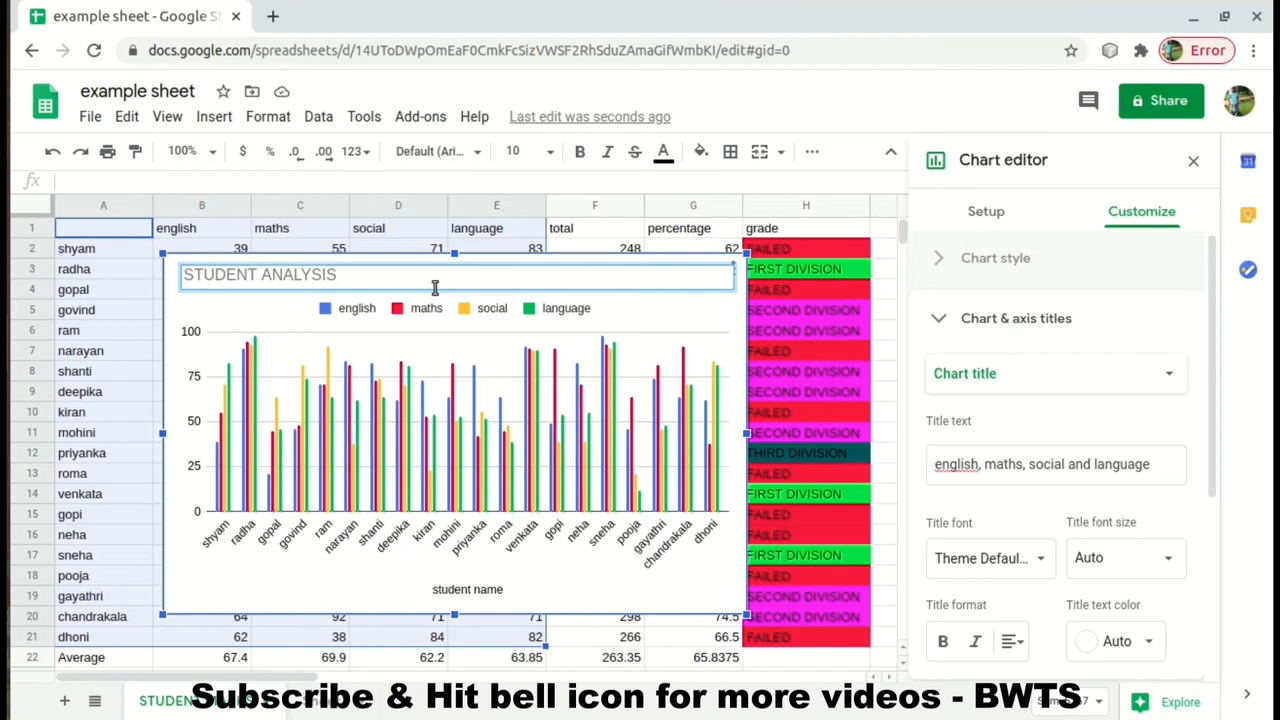 example sheet - Google S
docs.google.com/spreadsheets/d/14UToDWpOmEaF0CmkFcSizVWSF2RhSduZAmaGifWmbKI/edit#gid=0
Error
example sheet
File Edit View Insert Format Data Tools Add-ons Help Last edit was seconds ago
Share
100% $ % .0 .00 123 Default (Ari... 10 B I S A
fx
Chart editor
Setup Customize
Chart style
Chart & axis titles
Chart title
Title text
english, maths, social and language
Title font Title font size
Theme Defaul... Auto
Title format Title text color
B I Auto
A B C D E F G H
1 english maths social language total percentage grade
2 shyam 39 55 71 83 248 62 FAILED
3 radha FIRST DIVISION
4 gopal FAILED
5 govind SECOND DIVISION
6 ram SECOND DIVISION
7 narayan FAILED
8 shanti SECOND DIVISION
9 deepika SECOND DIVISION
10 kiran FAILED
11 mohini SECOND DIVISION
12 priyanka THIRD DIIVISION
13 roma FAILED
14 venkata FIRST DIVISION
15 gopi FAILED
16 neha FAILED
17 sneha FIRST DIVISION
18 pooja FAILED
19 gayathri SECOND DIVISION
20 chandrakala 64 92 71 71 298 74.5 SECOND DIVISION
21 dhoni 62 38 84 82 266 66.5 FAILED
22 Average 67.4 69.9 62.2 63.85 263.35 65.8375
STUDENT ANALYSIS
english maths social language
100
75
50
25
0
shyam radha gopal govind ram narayan shanti deepika kiran mohini priyanka roma venkata gopi neha sneha pooja gayathri chandrakala dhoni
student name
Explore
Subscribe & Hit bell icon for more videos - BWTS